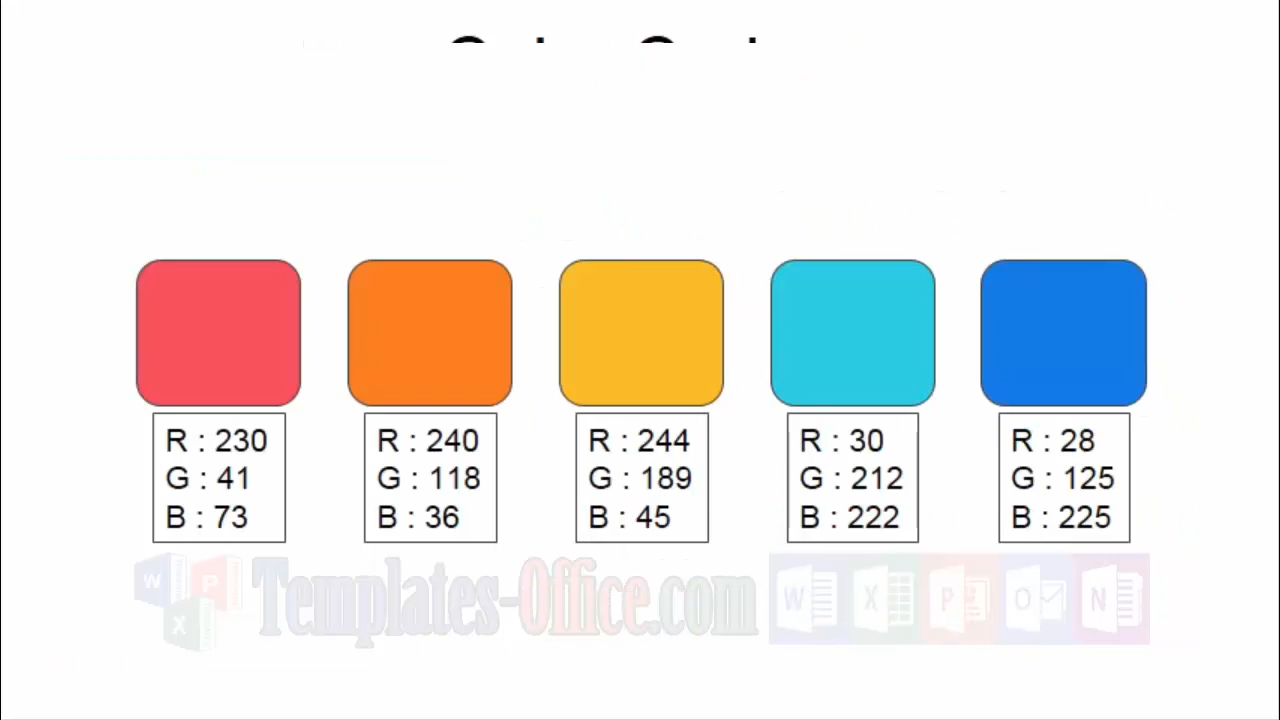 R : 230
G : 41
B : 73
R : 240
G : 118
B : 36
R : 244
G : 189
B : 45
R : 30
G : 212
B : 222
R : 28
G : 125
B : 225
W P X Templates-Office.com W X P O N